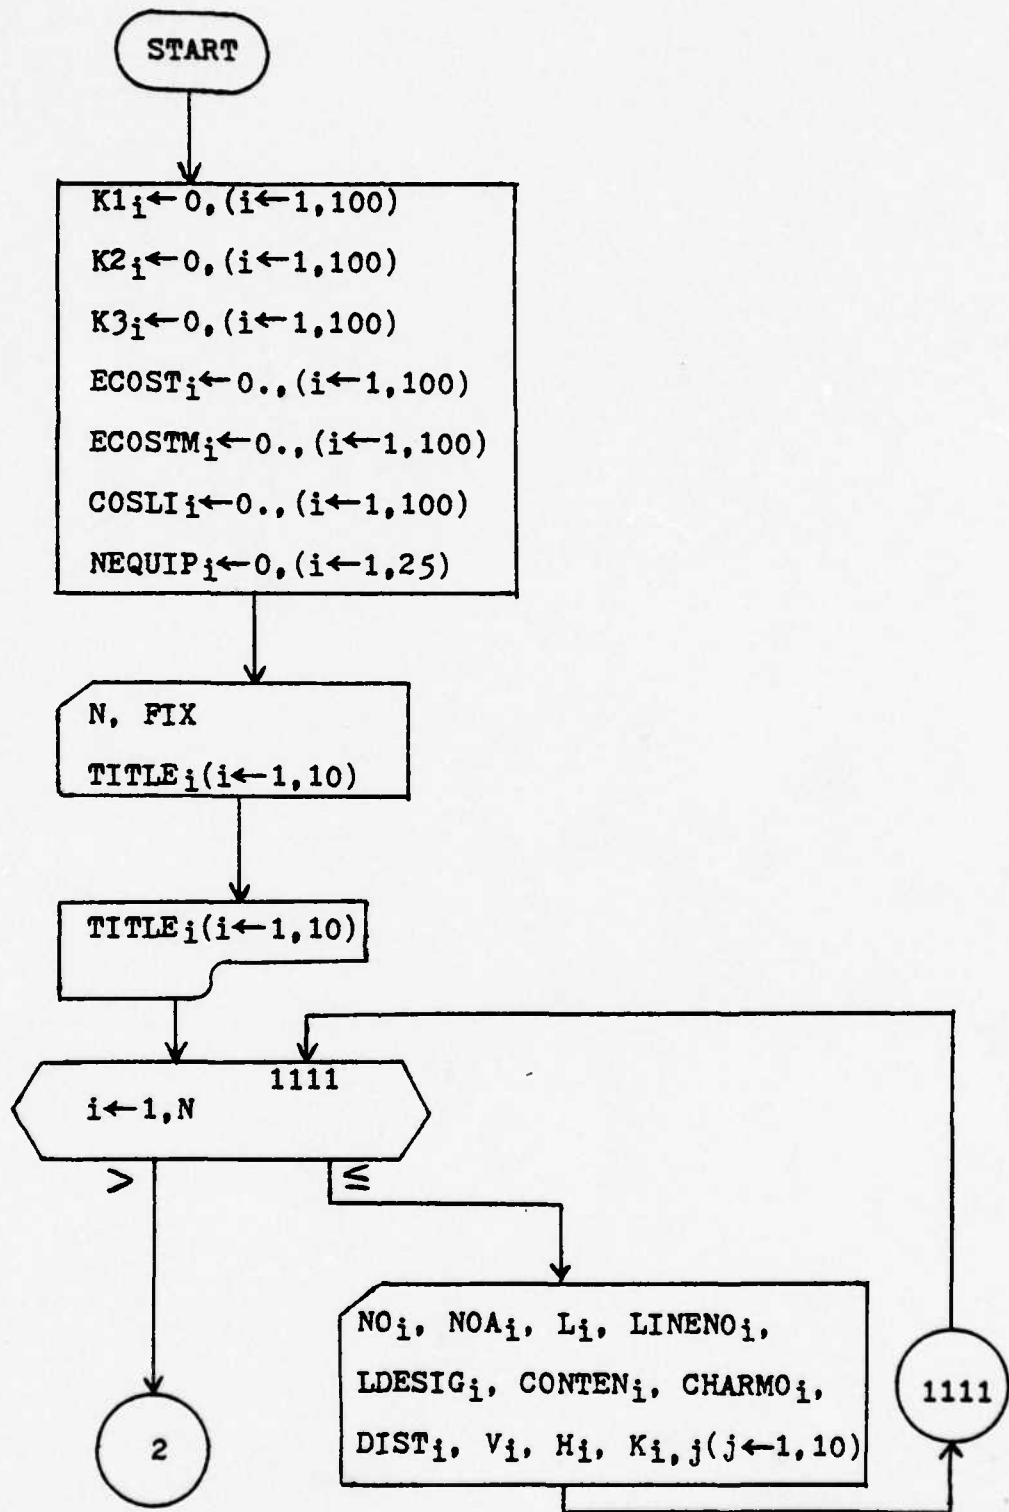 START
K1i←0,(i←1,100)
K2i←0,(i←1,100)
K3i←0,(i←1,100)
ECOSTi←0.,(i←1,100)
ECOSTMi←0.,(i←1,100)
COSLIi←0.,(i←1,100)
NEQUIPi←0,(i←1,25)
N, FIX
TITLEi(i←1,10)
TITLEi(i←1,10)
1111
i←1,N
> ≤
NOi, NOAi, Li, LINENOi,
LDESIGi, CONTENi, CHARMOi,
DISTi, Vi, Hi, Ki,j(j←1,10)
1111
2